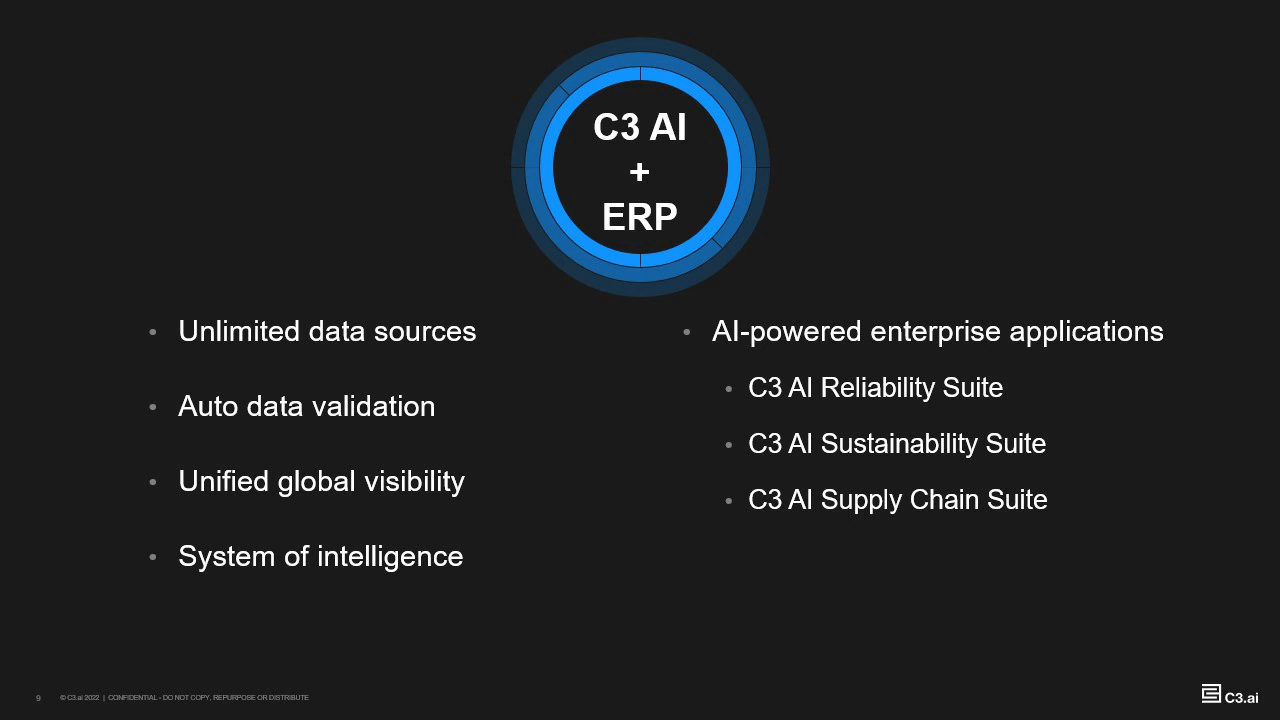 C3 AI
+
ERP
• Unlimited data sources
• Auto data validation
• Unified global visibility
• System of intelligence
• AI-powered enterprise applications
• C3 AI Reliability Suite
• C3 AI Sustainability Suite
• C3 AI Supply Chain Suite
9 © C3.ai 2022 | CONFIDENTIAL - DO NOT COPY, REPURPOSE OR DISTRIBUTE
C3.ai